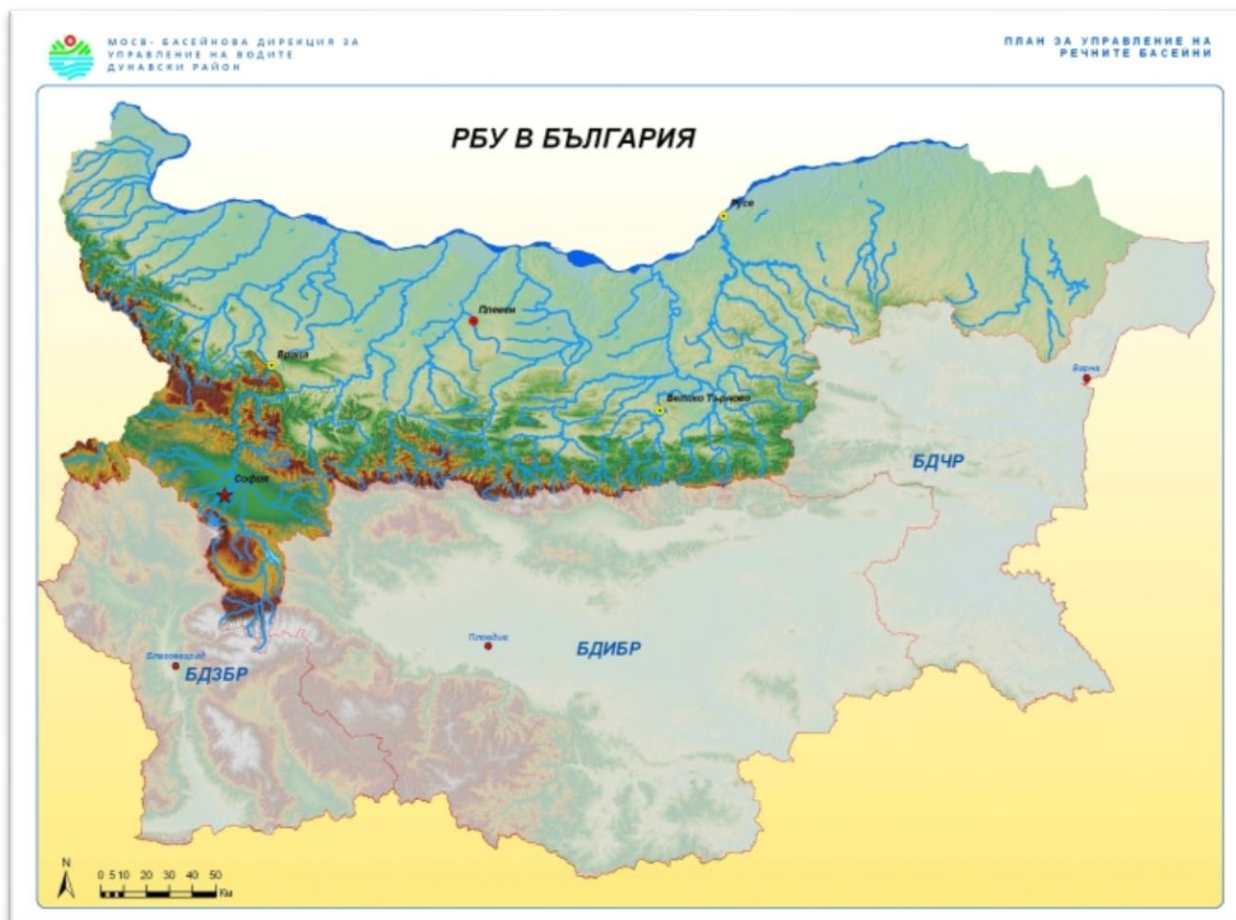 МОСВ- БАСЕЙНОВА ДИРЕКЦИЯ ЗА
УПРАВЛЕНИЕ НА ВОДИТЕ
ДУНАВСКИ РАЙОН
ПЛАН ЗА УПРАВЛЕНИЕ НА
РЕЧНИТЕ БАСЕЙНИ
РБУ В БЪЛГАРИЯ
Русе
Плевен
Враца
Варна
Велико Търново
БДЧР
София
Пловдив
БДИБР
Благоевград
БДЗБР
N
0 5 10 20 30 40 50
Км